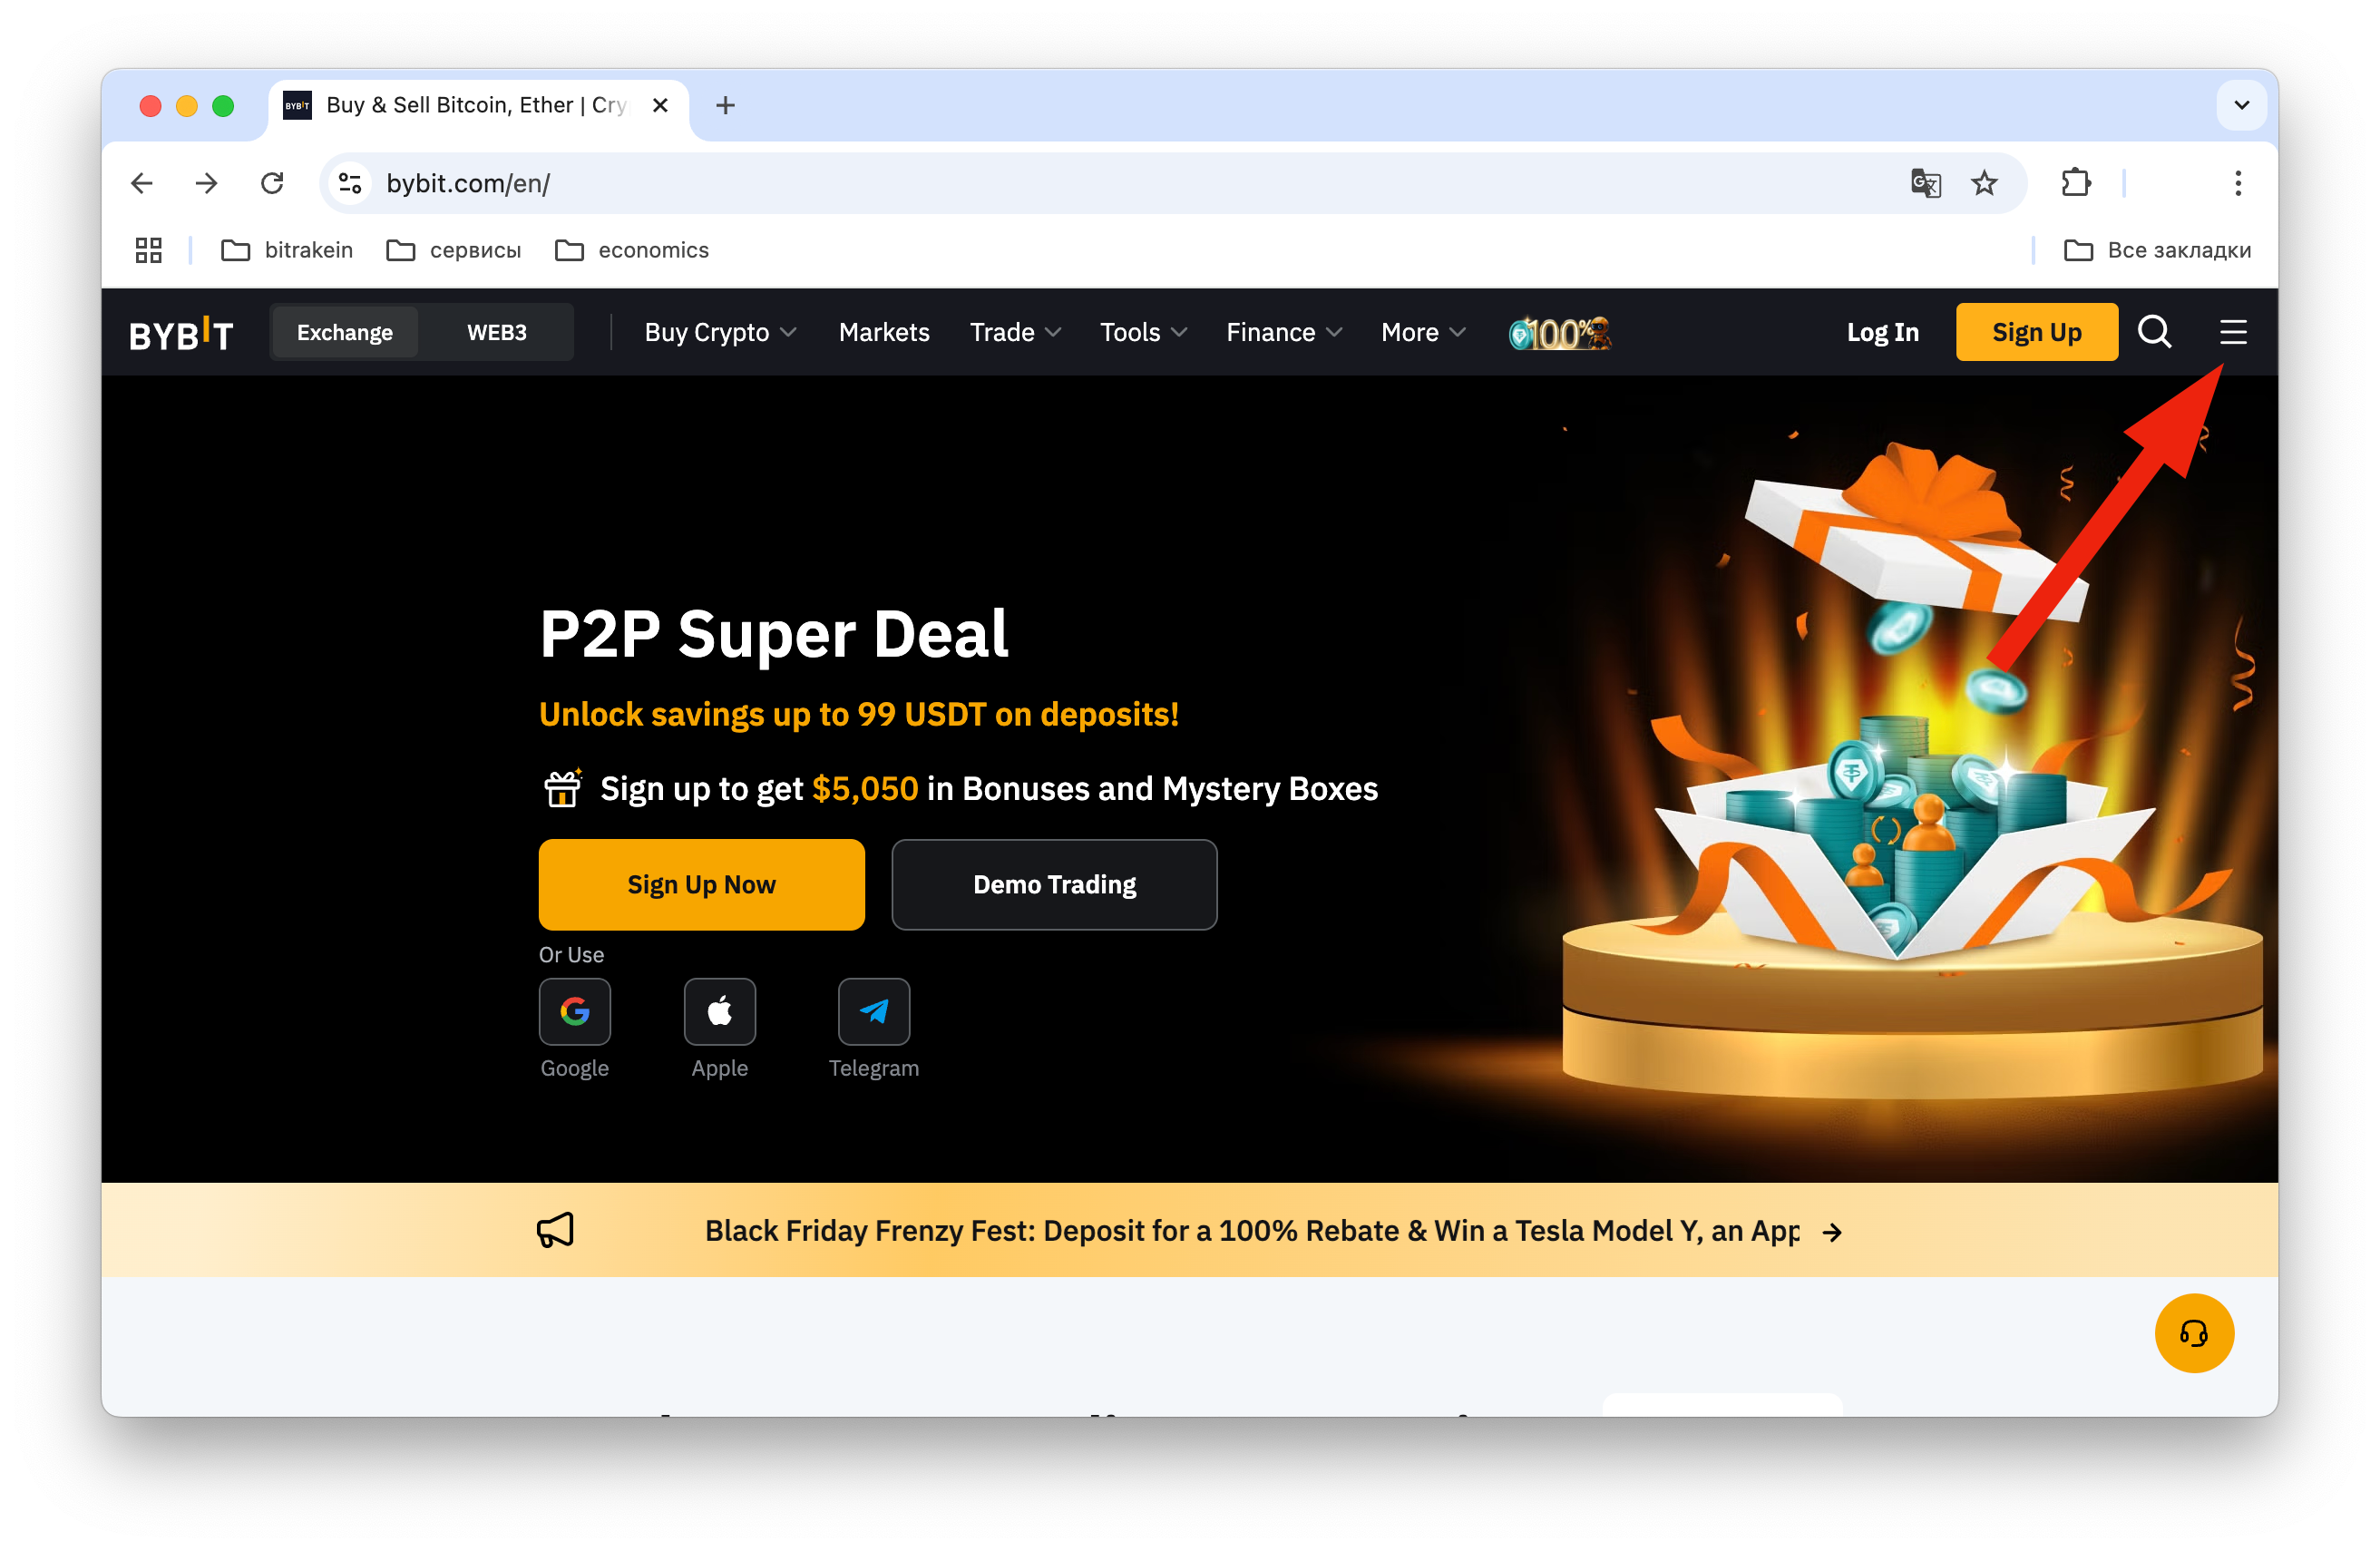 BYBIT Buy & Sell Bitcoin, Ether | Cry
bybit.com/en/
bitrakein сервисы economics Все закладки
BYBIT Exchange WEB3 Buy Crypto Markets Trade Tools Finance More 100% Log In Sign Up
P2P Super Deal
Unlock savings up to 99 USDT on deposits!
Sign up to get $5,050 in Bonuses and Mystery Boxes
Sign Up Now Demo Trading
Or Use
Google Apple Telegram
Black Friday Frenzy Fest: Deposit for a 100% Rebate & Win a Tesla Model Y, an App